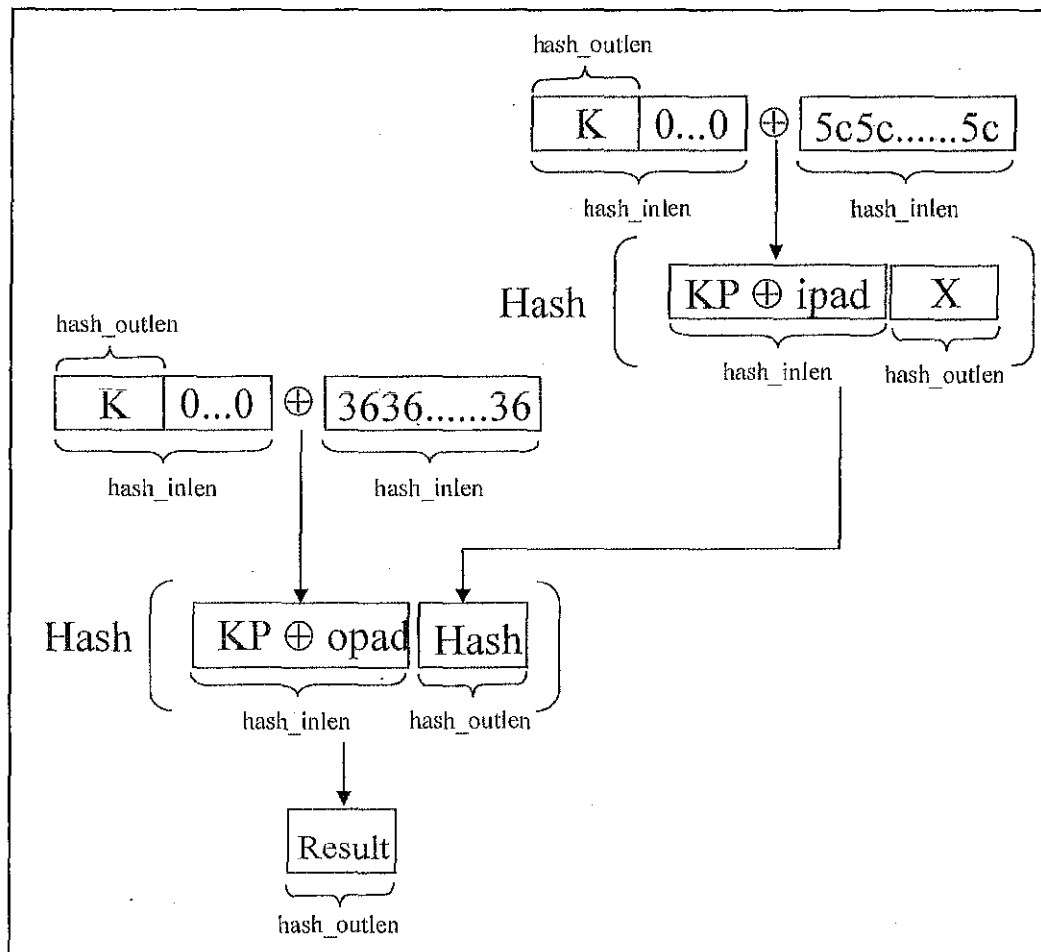 hash_outlen
K 0...0 ⊕ 5c5c......5c
hash_inlen hash_inlen
Hash ( KP ⊕ ipad X )
hash_inlen hash_outlen
hash_outlen
K 0...0 ⊕ 3636......36
hash_inlen hash_inlen
Hash ( KP ⊕ opad Hash )
hash_inlen hash_outlen
Result
hash_outlen